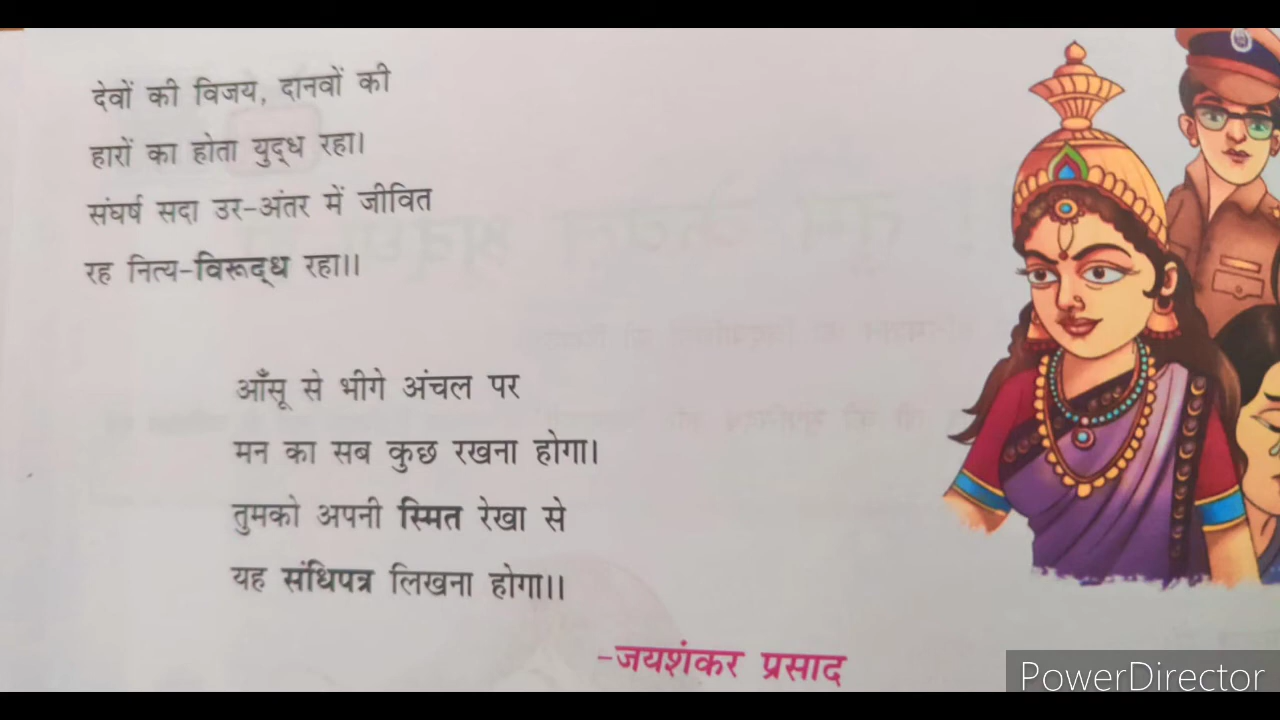 देवों की विजय, दानवों की
हारों का होता युद्ध रहा।
संघर्ष सदा उर-अंतर में जीवित
रह नित्य-विरूद्ध रहा।।
आँसू से भीगे अंचल पर
मन का सब कुछ रखना होगा।
तुमको अपनी स्मित रेखा से
यह संधिपत्र लिखना होगा।।
-जयशंकर प्रसाद
PowerDirector